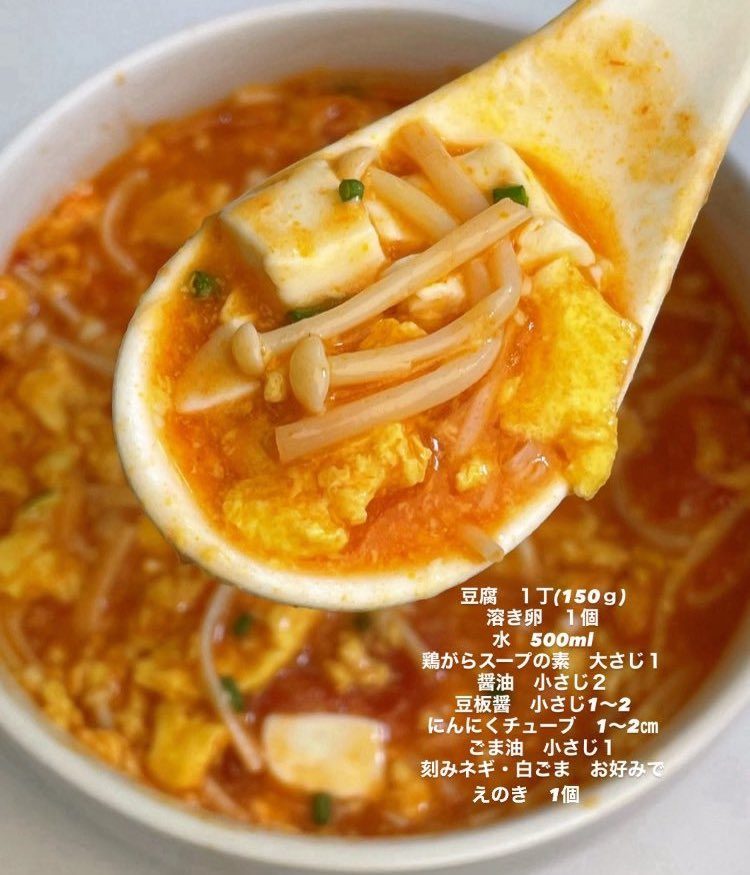 豆腐　１丁(150ｇ)
溶き卵　１個
水　500ml
鶏がらスープの素　大さじ１
醤油　小さじ２
豆板醤　小さじ1〜2
にんにくチューブ　1〜2㎝
ごま油　小さじ１
刻みネギ・白ごま　お好みで
えのき　1個